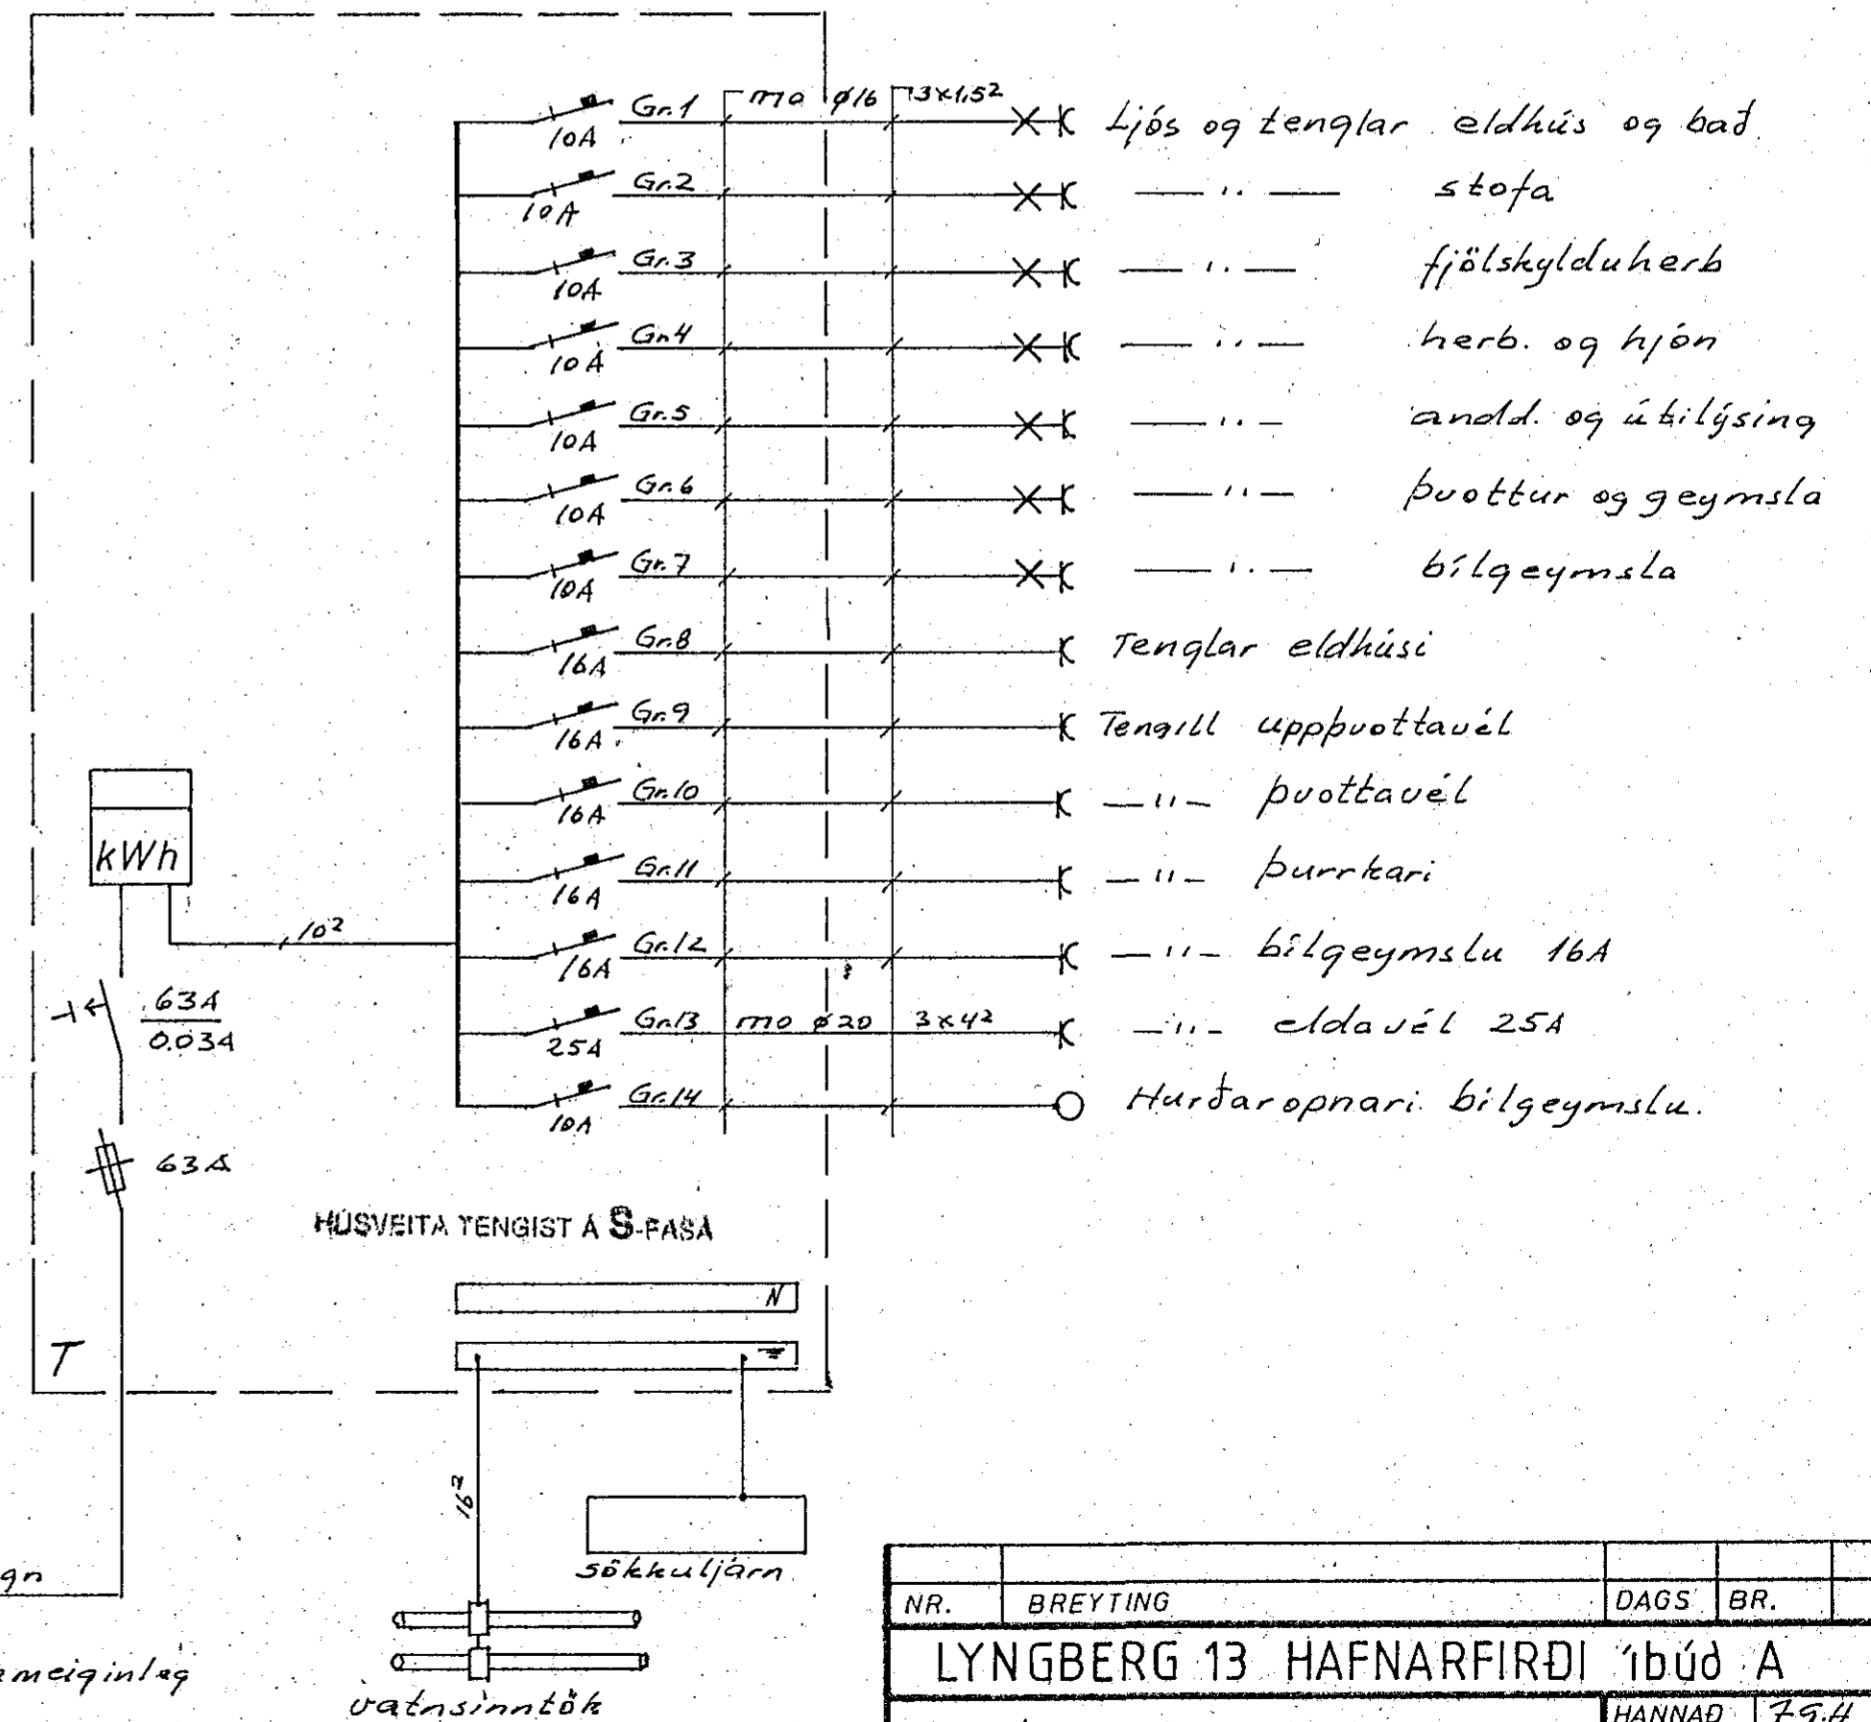 Gr.1 m0 ø16 3x1,5² Ljós og tenglar eldhús og bað.
10A
Gr.2 — " — stofa
10A
Gr.3 — " — fjölskylduherb
10A
Gr.4 — " — herb. og hjón
10A
Gr.5 — " — andd. og útilýsing
10A
Gr.6 — " — þvottur og geymsla
10A
Gr.7 — " — bílgeymsla
10A
Gr.8 Tenglar eldhúsi
16A
Gr.9 Tengill uppþvottavél
16A
Gr.10 — " — þvottavél
16A
kWh
Gr.11 — " — þurrkari
16A
10²
Gr.12 — " — bílgeymslu 16A
16A
63A
0.03A
Gr.13 m0 ø20 3x4² — " — eldavél 25A
25A
Gr.14 Hurðaropnari bílgeymslu.
10A
63A
HÚSVEITA TENGIST Á S-FASA
N
T
16²
sökkuljárn
gn
NR. BREYTING DAGS BR.
LYNGBERG 13 HAFNARFIRÐI íbúð A
meiginleg
vatnsinntök
HANNAÐ